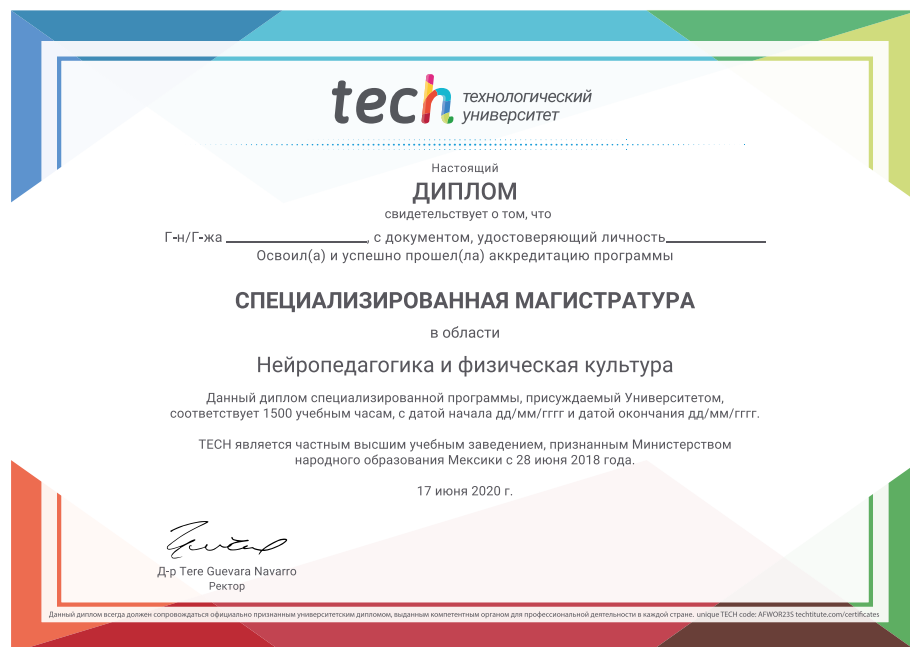 tech технологический
университет
Настоящий
ДИПЛОМ
свидетельствует о том, что
Г-н/Г-жа ____________________, с документом, удостоверяющий личность______________
Освоил(а) и успешно прошел(ла) аккредитацию программы
СПЕЦИАЛИЗИРОВАННАЯ МАГИСТРАТУРА
в области
Нейропедагогика и физическая культура
Данный диплом специализированной программы, присуждаемый Университетом,
соответствует 1500 учебным часам, с датой начала дд/мм/гггг и датой окончания дд/мм/гггг.
TECH является частным высшим учебным заведением, признанным Министерством
народного образования Мексики с 28 июня 2018 года.
17 июня 2020 г.
Д-р Tere Guevara Navarro
Ректор
Данный диплом всегда должен сопровождаться официально признанным университетским дипломом, выданным компетентным органом для профессиональной деятельности в каждой стране. unique TECH code: AFWOR23S techtitute.com/certificates